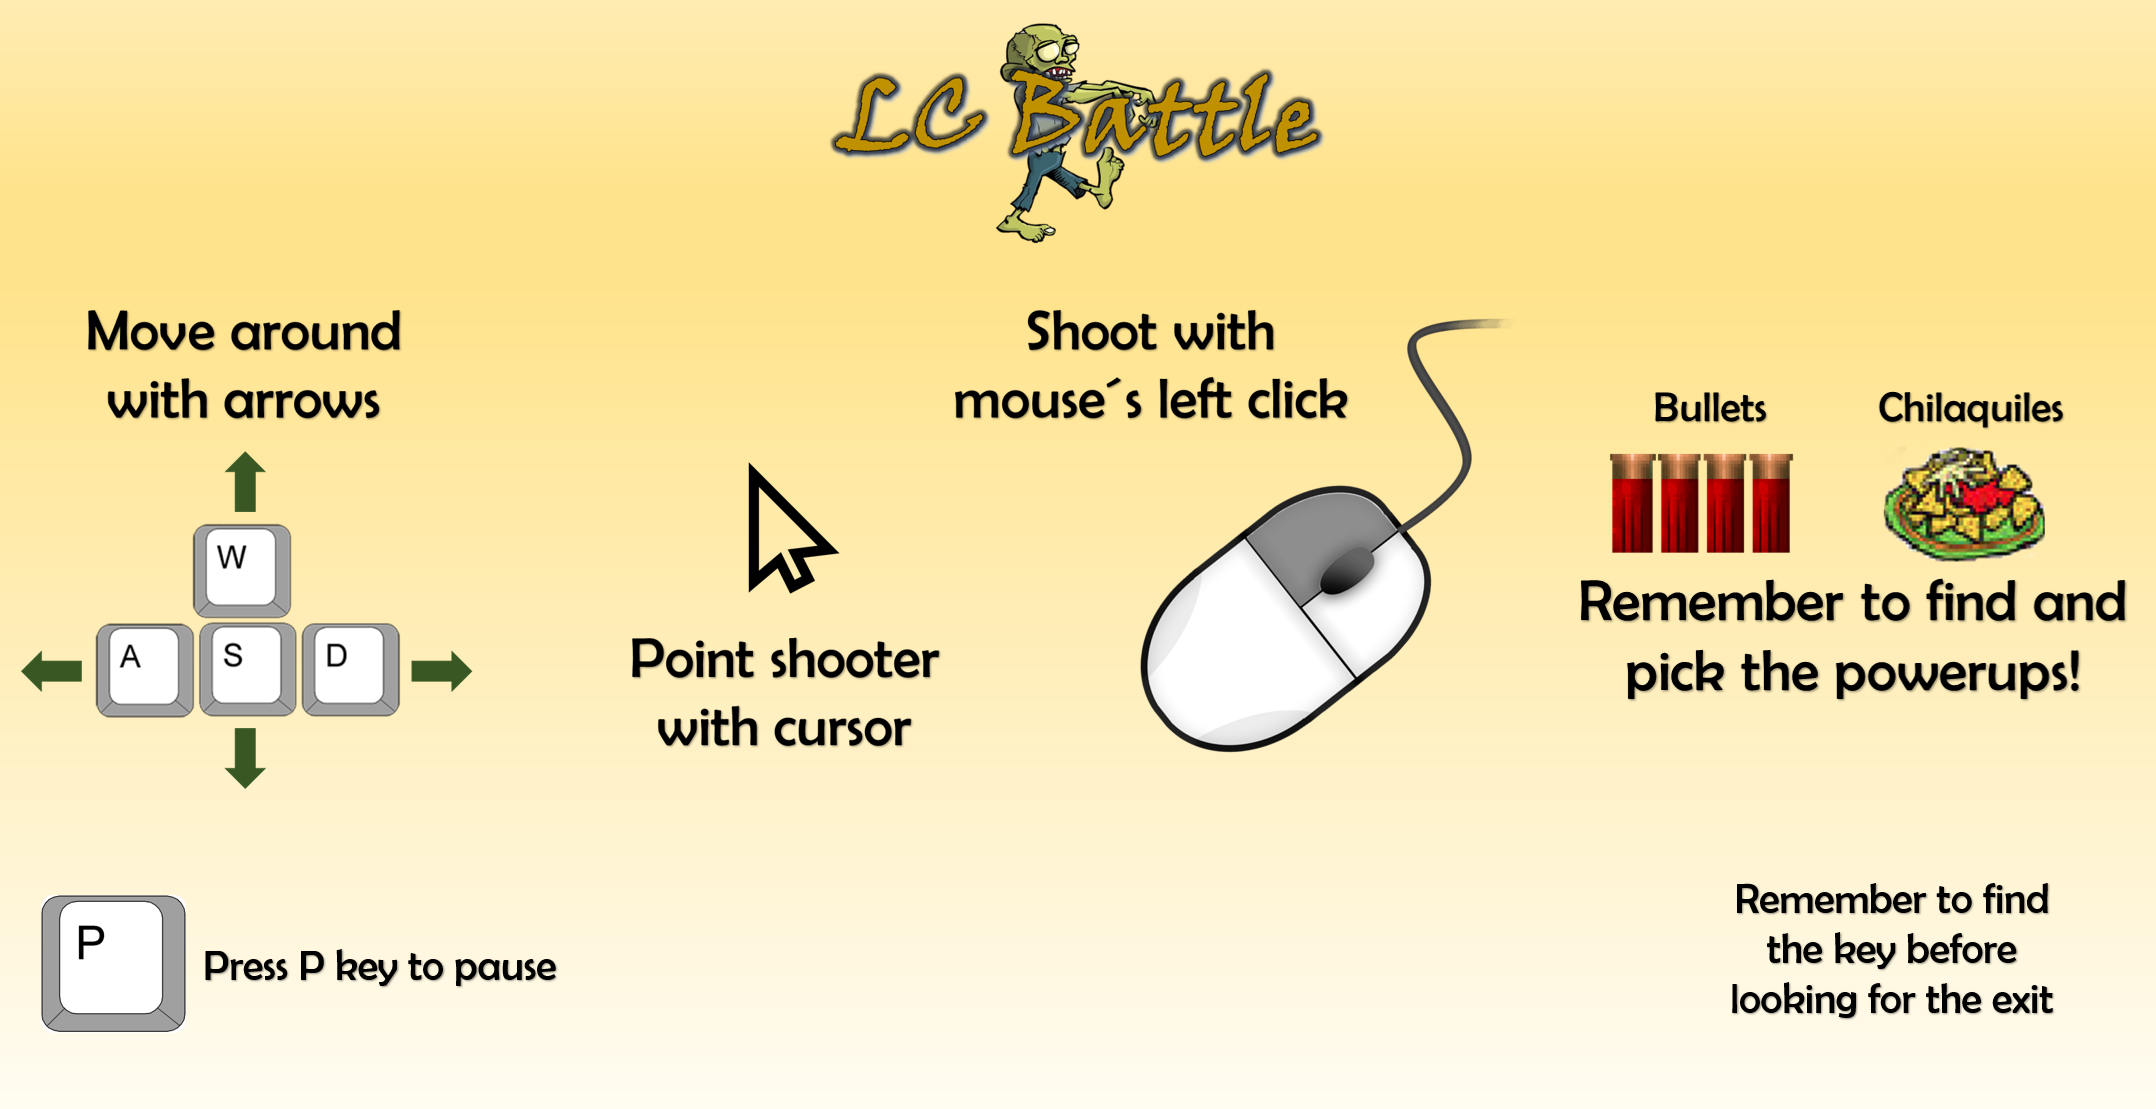 LC Battle
Move around
with arrows
W
A S D
Point shooter
with cursor
Shoot with
mouse´s left click
Bullets
Chilaquiles
Remember to find and
pick the powerups!
P
Press P key to pause
Remember to find
the key before
looking for the exit